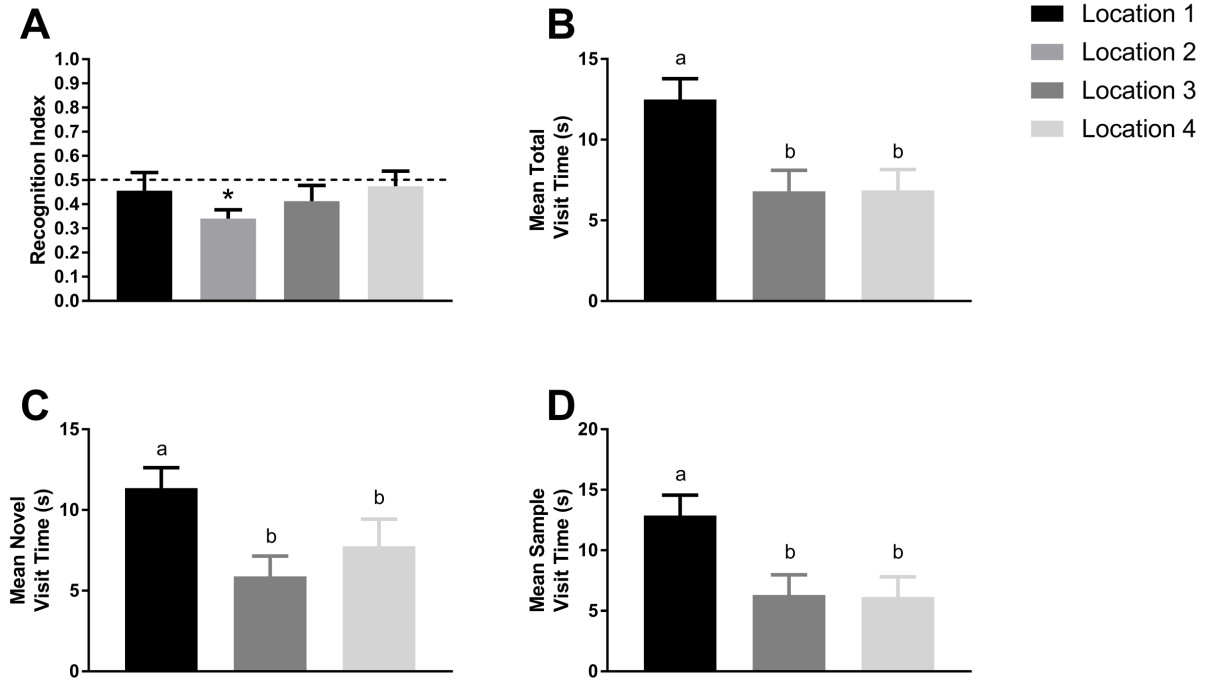 A
Recognition Index
1.0
0.9
0.8
0.7
0.6
0.5
0.4
0.3
0.2
0.1
0.0
*
B
Mean Total
Visit Time (s)
15
10
5
0
a
b
b
Location 1
Location 2
Location 3
Location 4
C
Mean Novel
Visit Time (s)
15
10
5
0
a
b
b
D
Mean Sample
Visit Time (s)
20
15
10
5
0
a
b
b